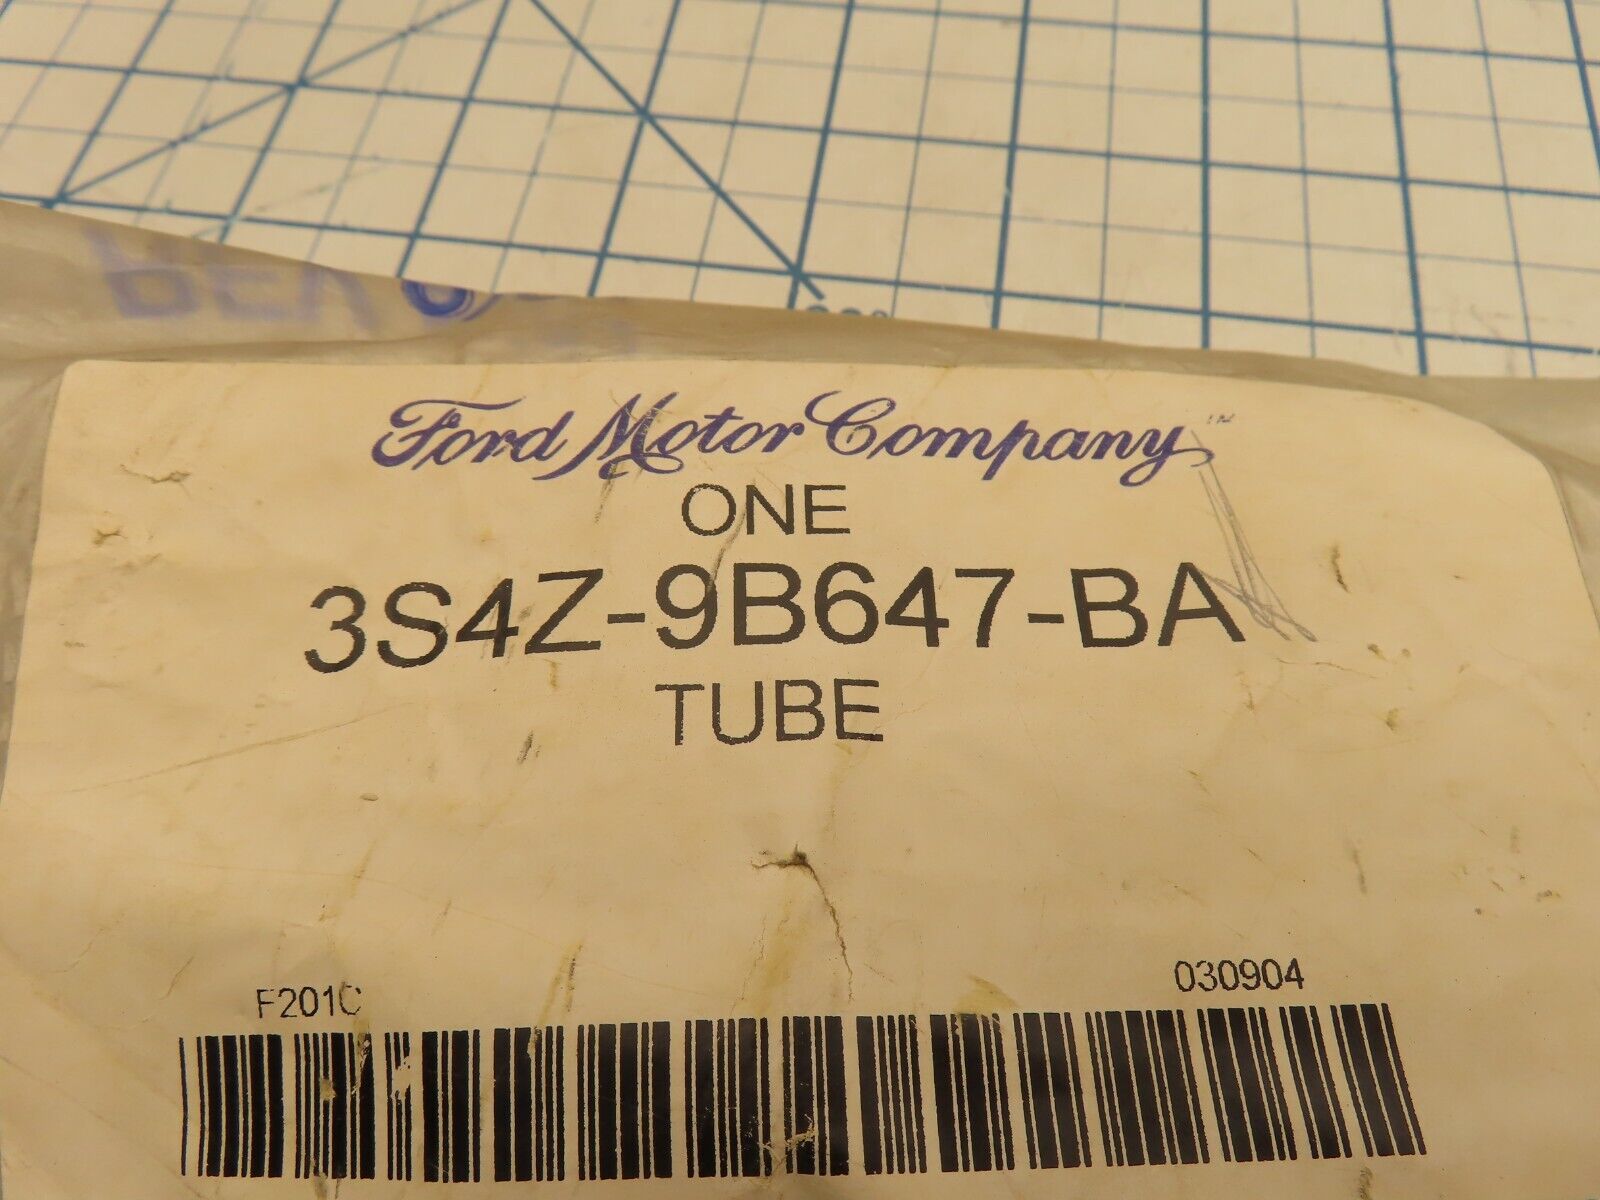 Ford Motor Company
ONE
3S4Z-9B647-BA
TUBE
F201C
030904